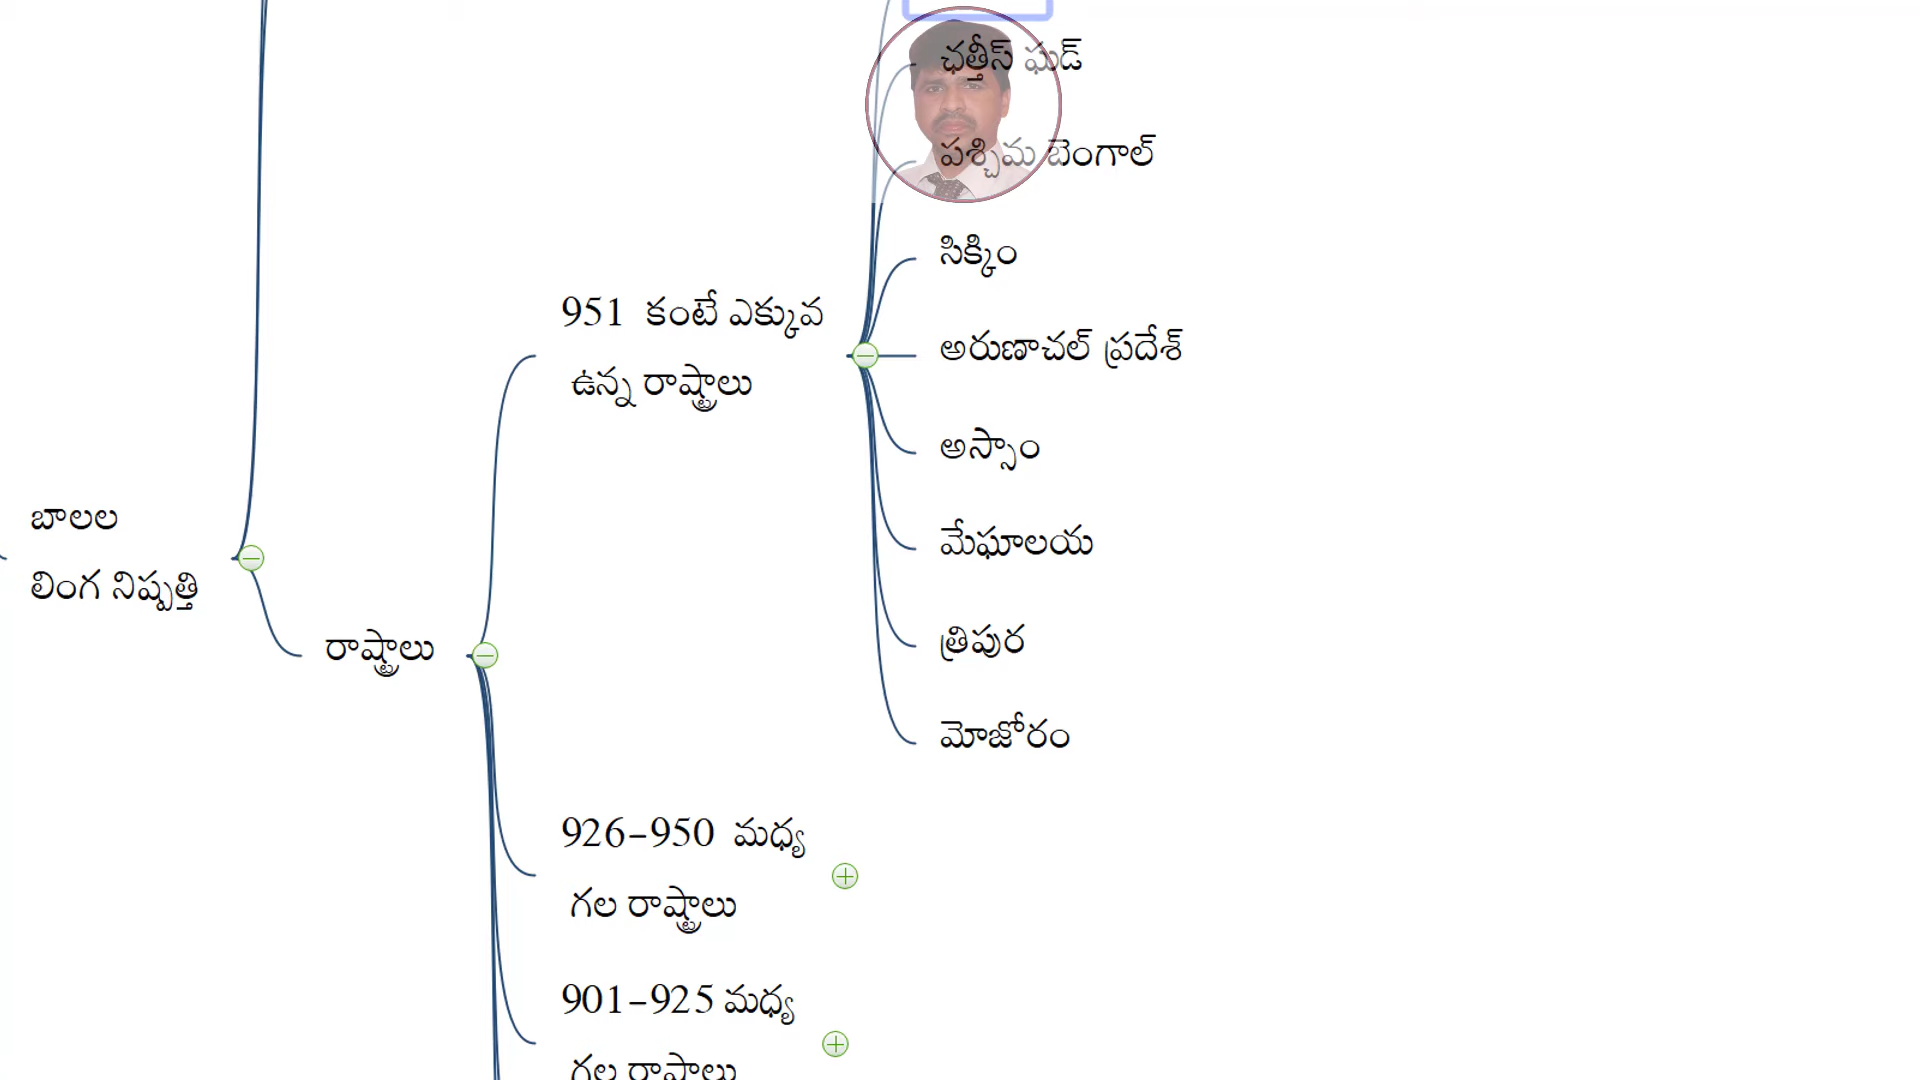 ఛత్తీస్ ఘడ్
పశ్చిమ బెంగాల్
సిక్కిం
951 కంటే ఎక్కువ
ఉన్న రాష్ట్రాలు
అరుణాచల్ ప్రదేశ్
అస్సాం
బాలల
లింగ నిష్పత్తి
మేఘాలయ
రాష్ట్రాలు
త్రిపుర
మోజోరం
926-950 మధ్య
గల రాష్ట్రాలు
901-925 మధ్య
గల రాష్ట్రాలు